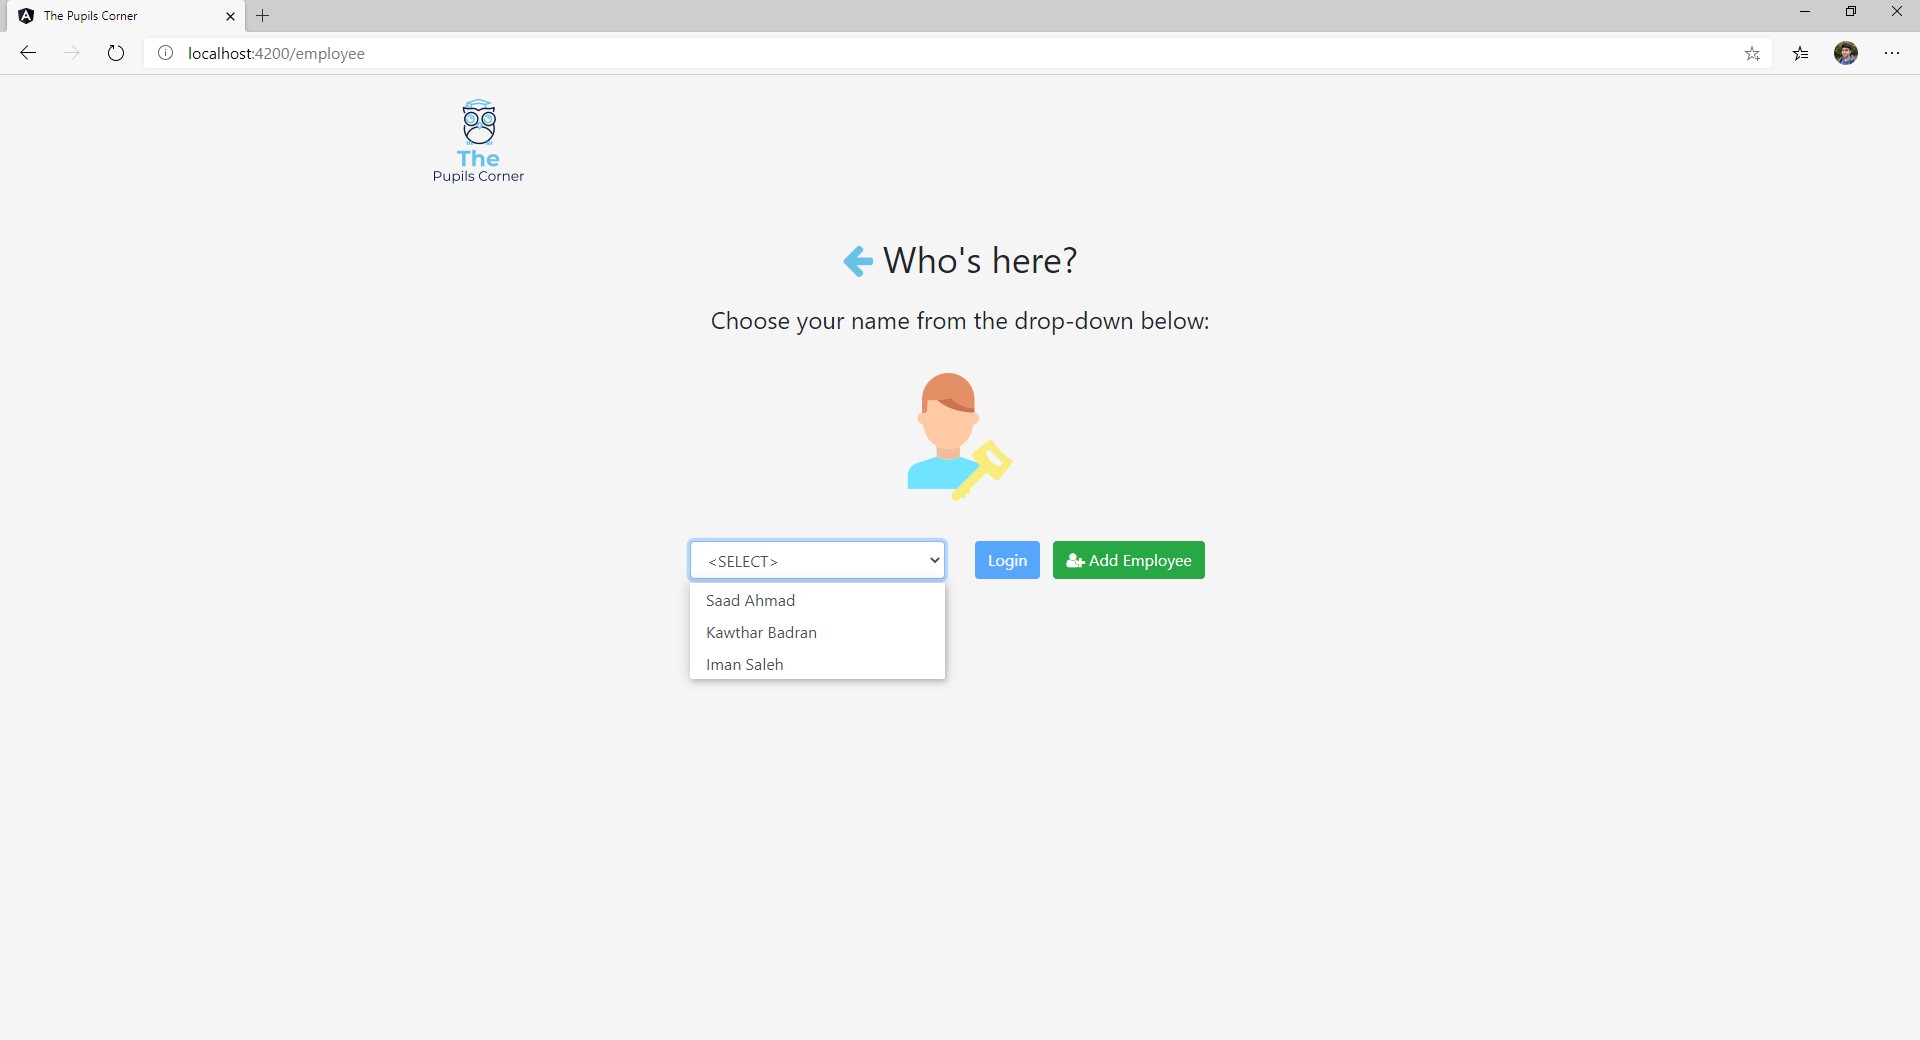 The Pupils Corner
localhost:4200/employee
The
Pupils Corner
Who's here?
Choose your name from the drop-down below:
<SELECT>
Login
Add Employee
Saad Ahmad
Kawthar Badran
Iman Saleh